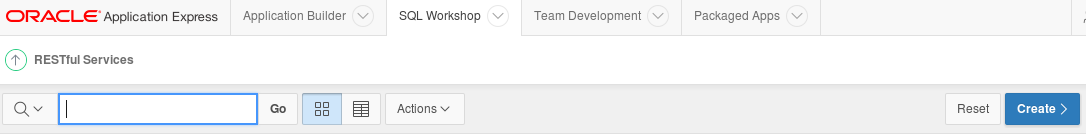 ORACLE Application Express Application Builder SQL Workshop Team Development Packaged Apps
RESTful Services
Go Actions Reset Create